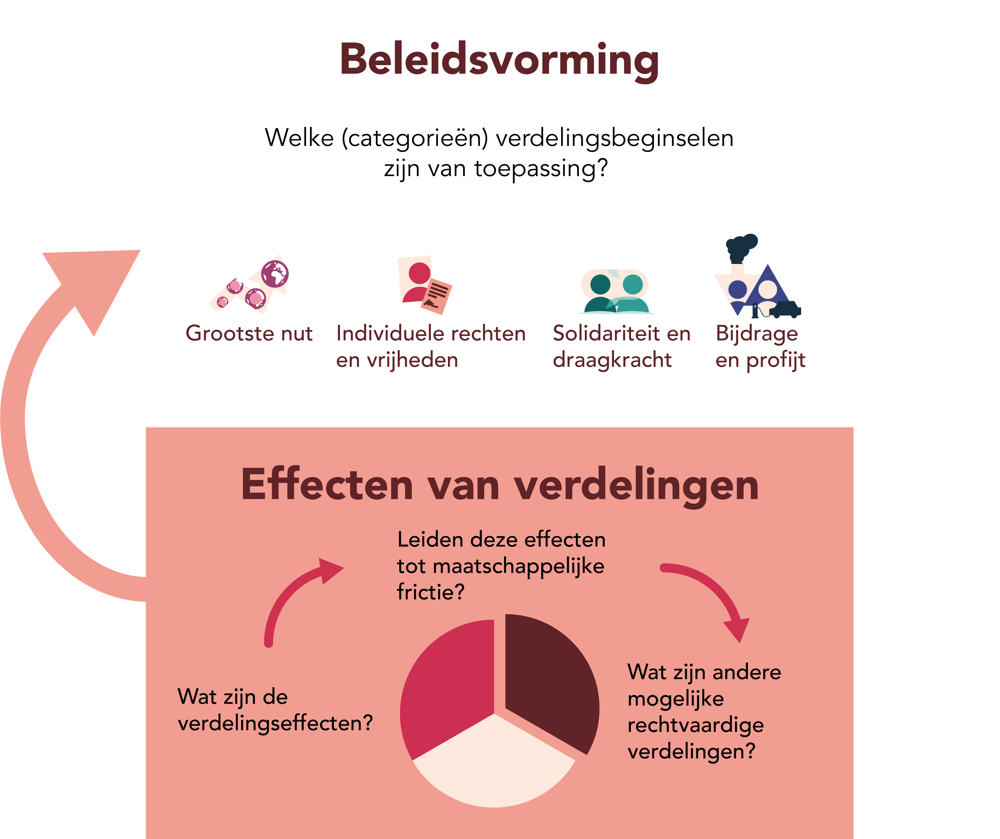 Beleidsvorming
Welke (categorieën) verdelingsbeginselen
zijn van toepassing?
Grootste nut
Individuele rechten
en vrijheden
Solidariteit en
draagkracht
Bijdrage
en profijt
Effecten van verdelingen
Leiden deze effecten
tot maatschappelijke
frictie?
Wat zijn de
verdelingseffecten?
Wat zijn andere
mogelijke
rechtvaardige
verdelingen?